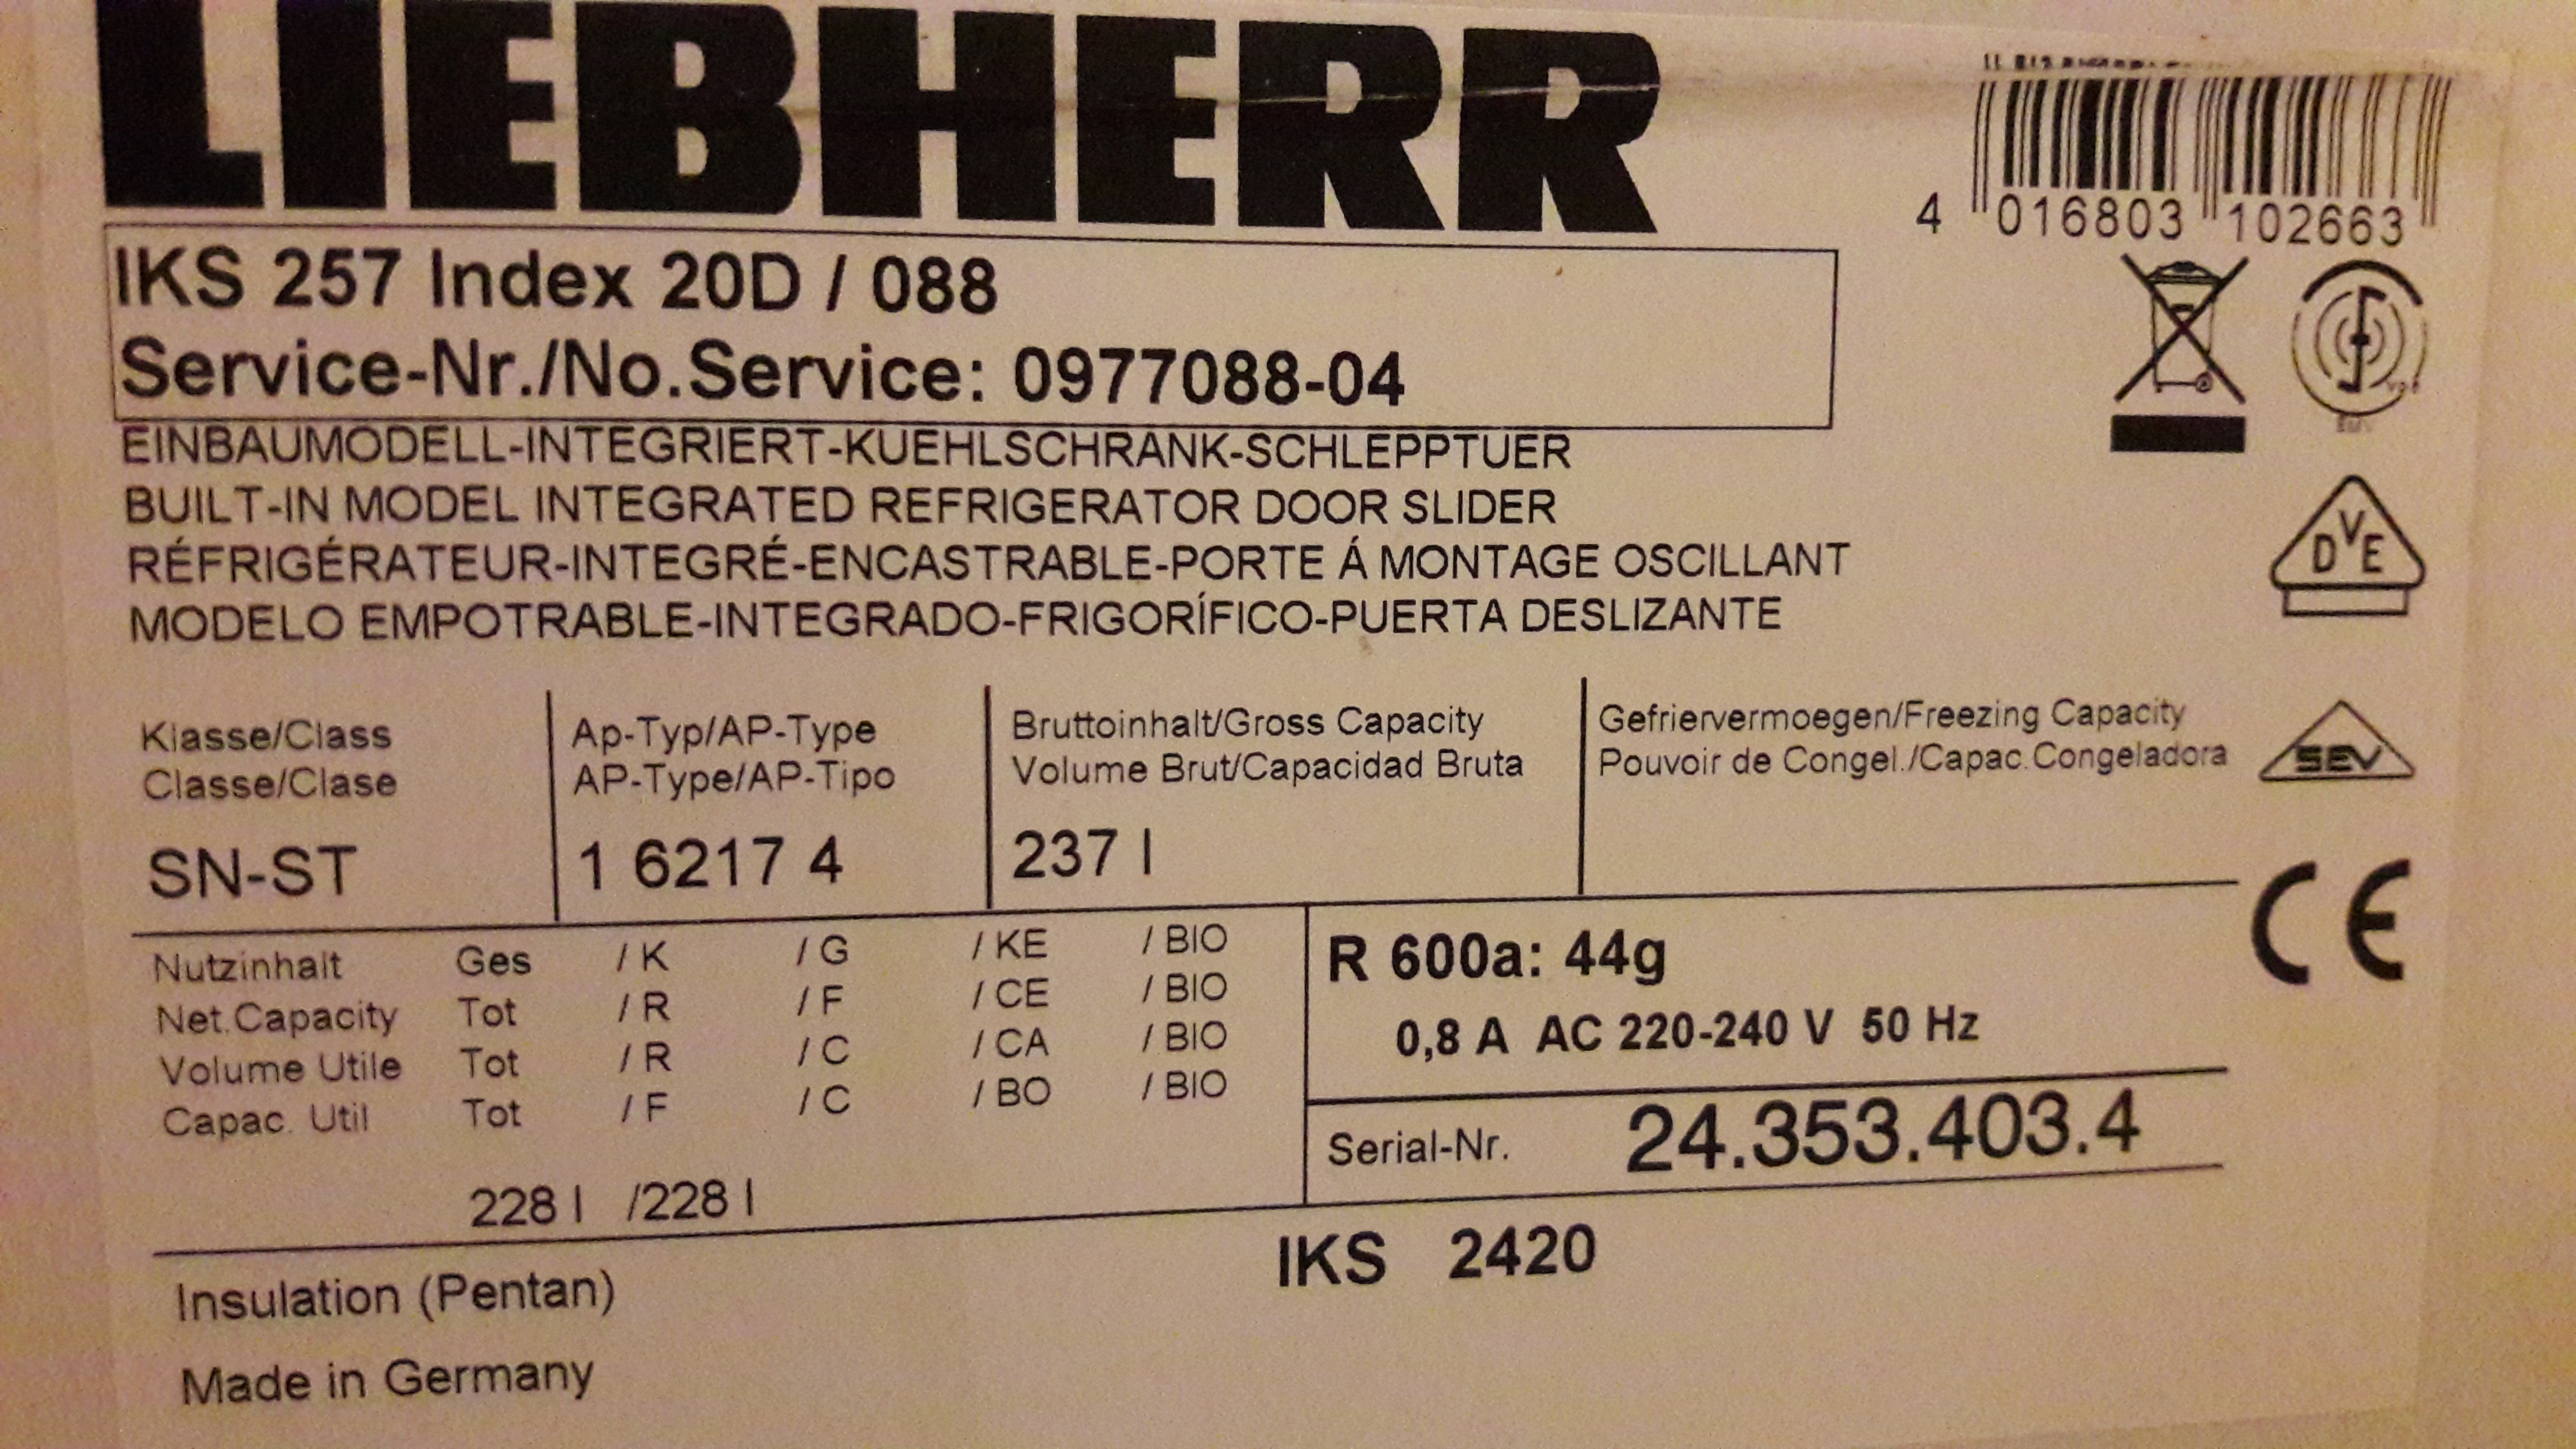 LIEBHERR
4 016803 102663
IKS 257 Index 20D / 088
Service-Nr./No.Service: 0977088-04
EINBAUMODELL-INTEGRIERT-KUEHLSCHRANK-SCHLEPPTUER
BUILT-IN MODEL INTEGRATED REFRIGERATOR DOOR SLIDER
RÉFRIGÉRATEUR-INTEGRÉ-ENCASTRABLE-PORTE Á MONTAGE OSCILLANT
MODELO EMPOTRABLE-INTEGRADO-FRIGORÍFICO-PUERTA DESLIZANTE
DVE
Klasse/Class
Classe/Clase
SN-ST
Ap-Typ/AP-Type
AP-Type/AP-Tipo
1 6217 4
Bruttoinhalt/Gross Capacity
Volume Brut/Capacidad Bruta
237 l
Gefriervermoegen/Freezing Capacity
Pouvoir de Congel./Capac.Congeladora
SEV
CE
Nutzinhalt Ges / K / G / KE / BIO
Net.Capacity Tot / R / F / CE / BIO
Volume Utile Tot / R / C / CA / BIO
Capac. Util Tot / F / C / BO / BIO
228 l /228 l
R 600a: 44g
0,8 A AC 220-240 V 50 Hz
Serial-Nr. 24.353.403.4
IKS 2420
Insulation (Pentan)
Made in Germany